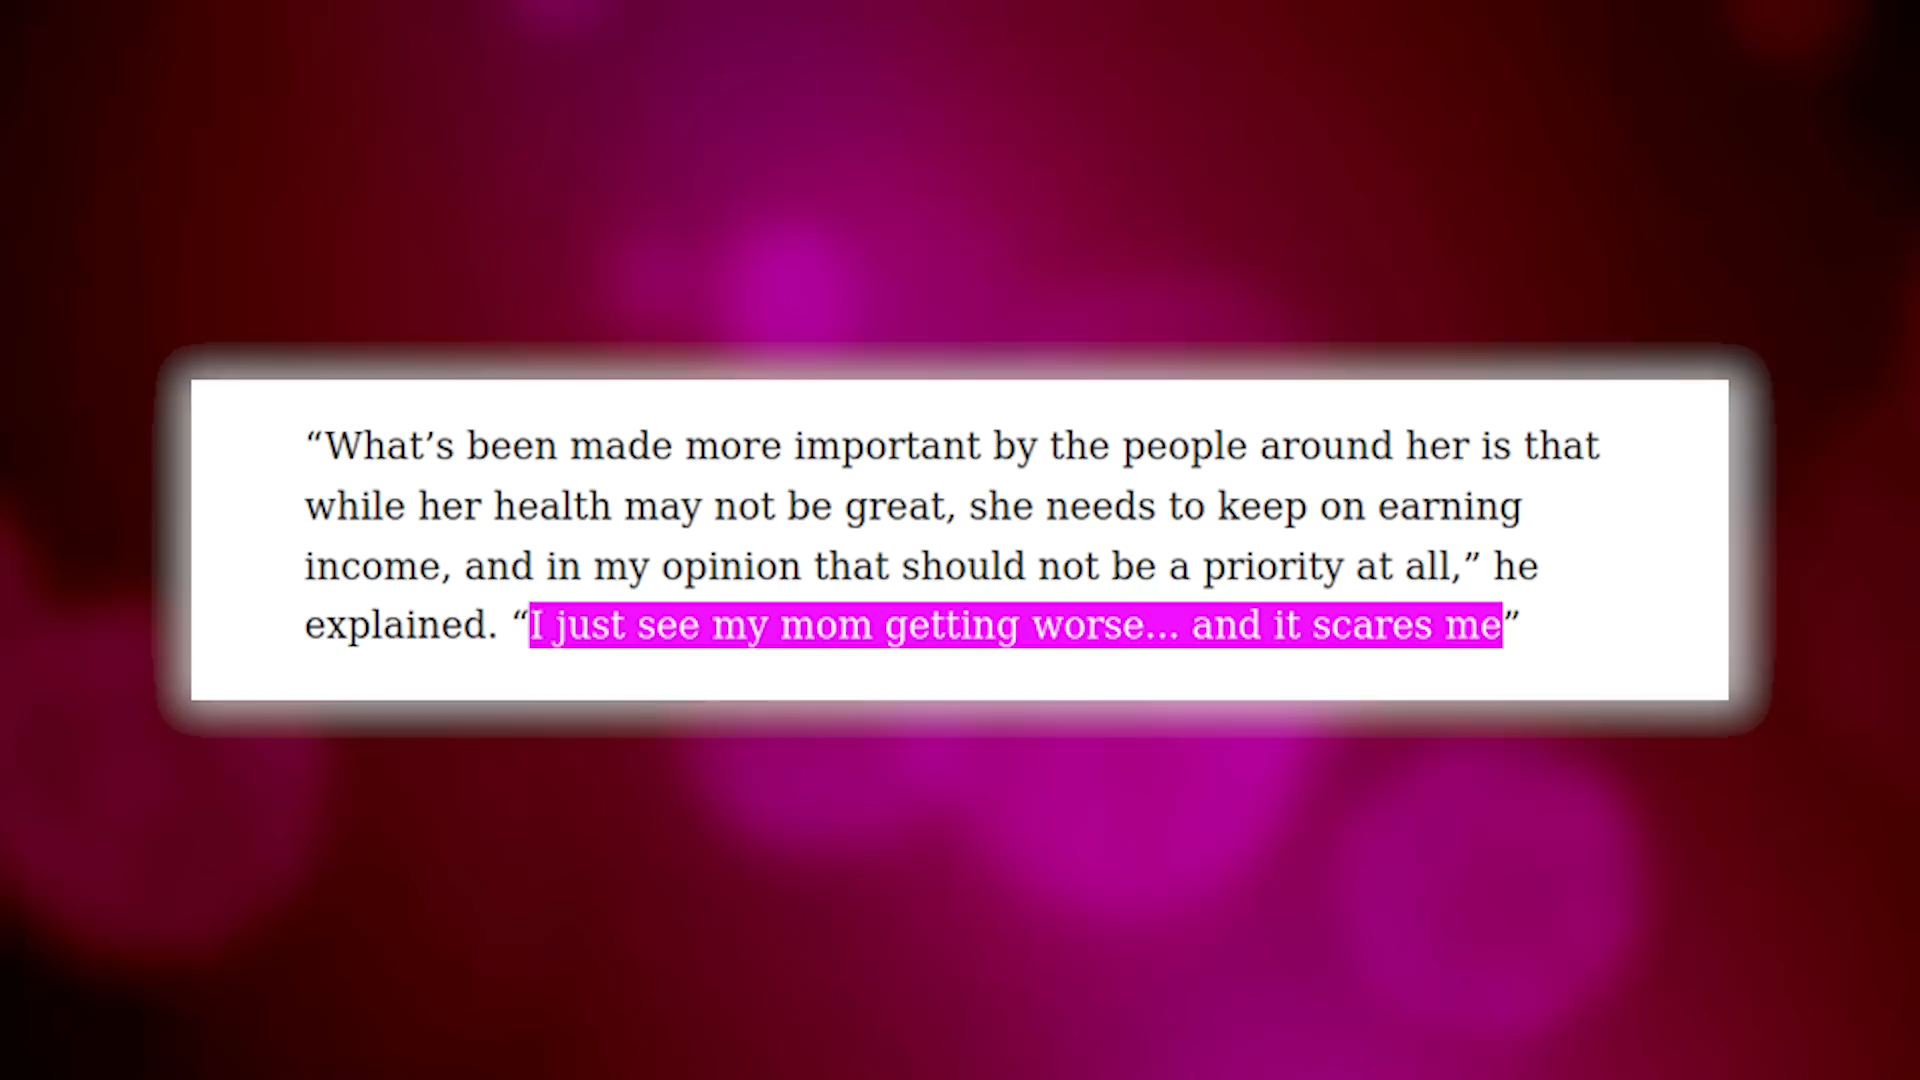 “What’s been made more important by the people around her is that
while her health may not be great, she needs to keep on earning
income, and in my opinion that should not be a priority at all,” he
explained. “I just see my mom getting worse... and it scares me”